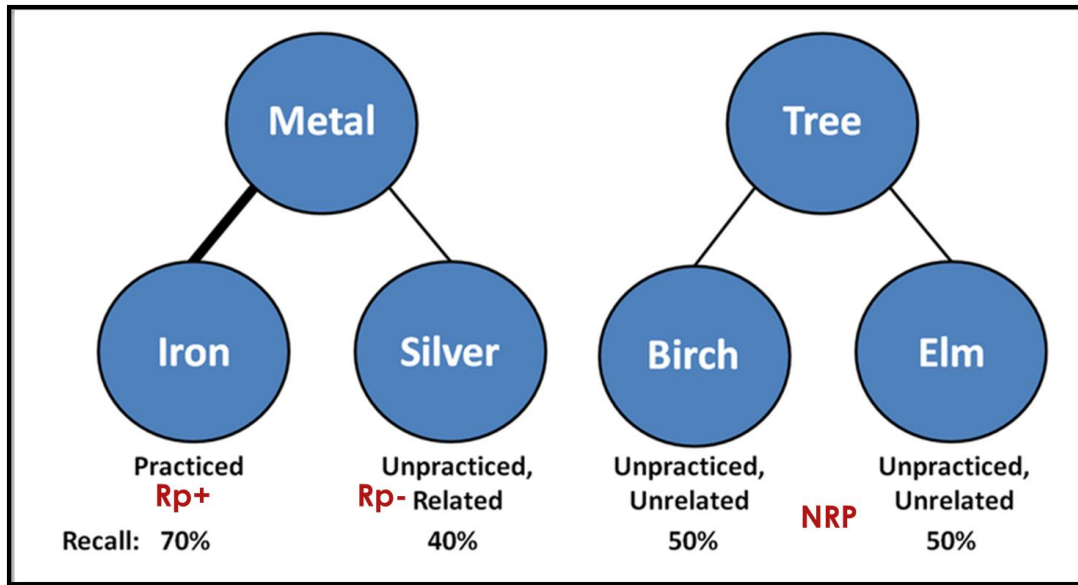 Metal
Tree
Iron
Silver
Birch
Elm
Practiced
Unpracticed,
Unpracticed,
Unpracticed,
Rp+
Rp- Related
Unrelated
NRP
Unrelated
Recall: 70%
40%
50%
50%